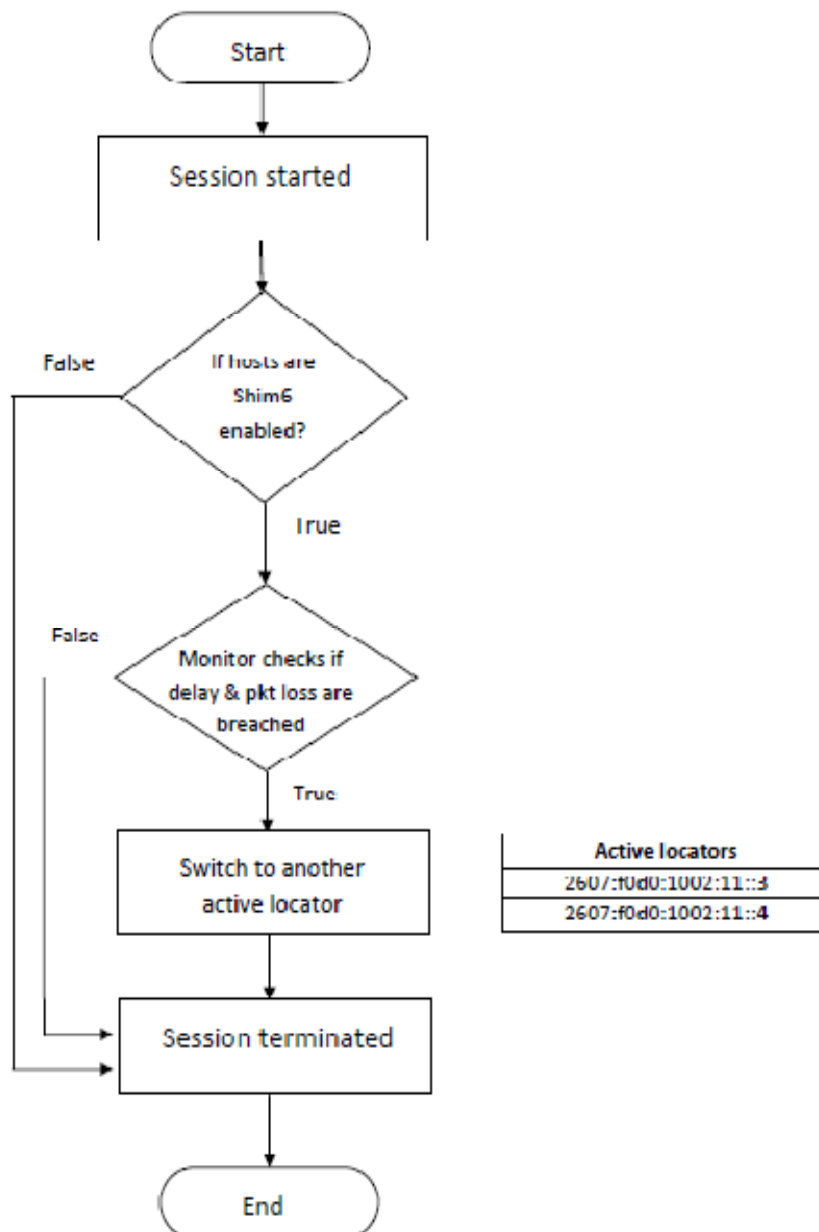 Start
Session started
False
If hosts are
Shim6
enabled?
True
False
Monitor checks if
delay & pkt loss are
breached
True
Switch to another
active locator
Active locators
2607:f0d0:1002:11::3
2607:f0d0:1002:11::4
Session terminated
End